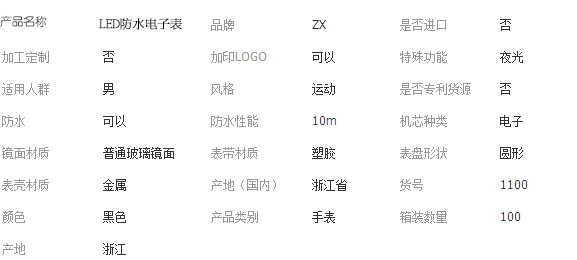 产品名称 LED防水电子表 品牌 ZX 是否进口 否
加工定制 否 加印LOGO 可以 特殊功能 夜光
适用人群 男 风格 运动 是否专利货源 否
防水 可以 防水性能 10m 机芯种类 电子
镜面材质 普通玻璃镜面 表带材质 塑胶 表盘形状 圆形
表壳材质 金属 产地（国内） 浙江省 货号 1100
颜色 黑色 产品类别 手表 箱装数量 100
产地 浙江